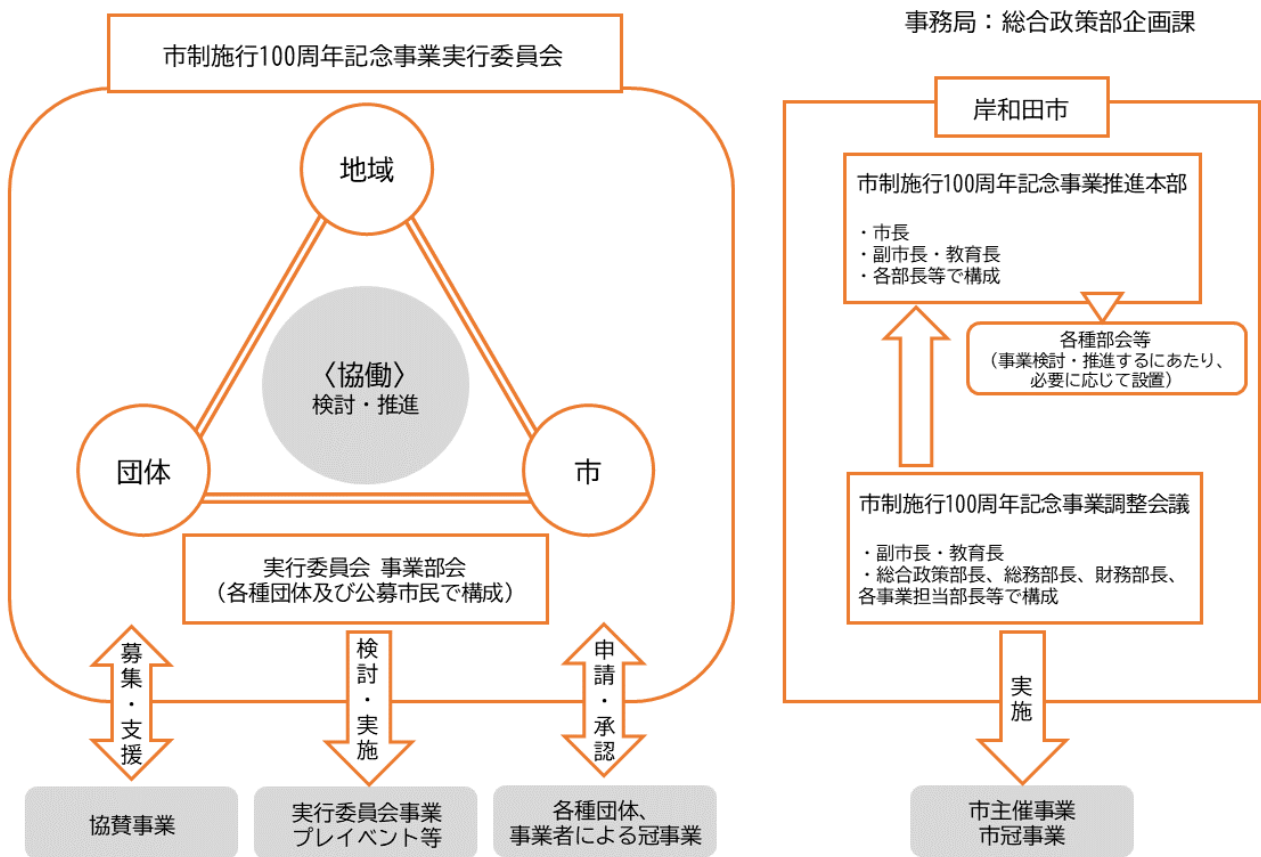 事務局：総合政策部企画課
市制施行100周年記念事業実行委員会
地域
〈協働〉
検討・推進
団体
市
実行委員会 事業部会
（各種団体及び公募市民で構成）
募集・支援
検討・実施
申請・承認
協賛事業
実行委員会事業
プレイベント等
各種団体、
事業者による冠事業
岸和田市
市制施行100周年記念事業推進本部
・市長
・副市長・教育長
・各部長等で構成
各種部会等
（事業検討・推進するにあたり、
必要に応じて設置）
市制施行100周年記念事業調整会議
・副市長・教育長
・総合政策部長、総務部長、財務部長、
各事業担当部長等で構成
実施
市主催事業
市冠事業